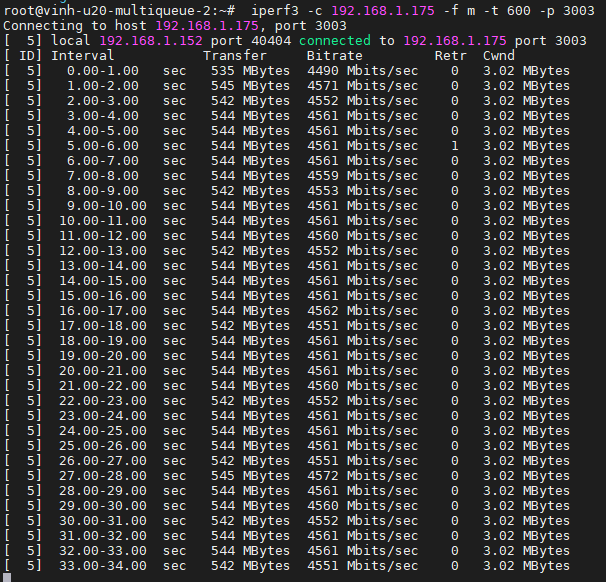 root@vinh-u20-multiqueue-2:~#  iperf3 -c 192.168.1.175 -f m -t 600 -p 3003
Connecting to host 192.168.1.175, port 3003
[  5] local 192.168.1.152 port 40404 connected to 192.168.1.175 port 3003
[ ID] Interval           Transfer     Bitrate         Retr  Cwnd
[  5]   0.00-1.00   sec   535 MBytes  4490 Mbits/sec    0   3.02 MBytes
[  5]   1.00-2.00   sec   545 MBytes  4571 Mbits/sec    0   3.02 MBytes
[  5]   2.00-3.00   sec   542 MBytes  4552 Mbits/sec    0   3.02 MBytes
[  5]   3.00-4.00   sec   544 MBytes  4561 Mbits/sec    0   3.02 MBytes
[  5]   4.00-5.00   sec   544 MBytes  4561 Mbits/sec    0   3.02 MBytes
[  5]   5.00-6.00   sec   544 MBytes  4561 Mbits/sec    1   3.02 MBytes
[  5]   6.00-7.00   sec   544 MBytes  4561 Mbits/sec    0   3.02 MBytes
[  5]   7.00-8.00   sec   544 MBytes  4559 Mbits/sec    0   3.02 MBytes
[  5]   8.00-9.00   sec   542 MBytes  4553 Mbits/sec    0   3.02 MBytes
[  5]   9.00-10.00  sec   544 MBytes  4561 Mbits/sec    0   3.02 MBytes
[  5]  10.00-11.00  sec   544 MBytes  4561 Mbits/sec    0   3.02 MBytes
[  5]  11.00-12.00  sec   544 MBytes  4560 Mbits/sec    0   3.02 MBytes
[  5]  12.00-13.00  sec   542 MBytes  4552 Mbits/sec    0   3.02 MBytes
[  5]  13.00-14.00  sec   544 MBytes  4561 Mbits/sec    0   3.02 MBytes
[  5]  14.00-15.00  sec   544 MBytes  4561 Mbits/sec    0   3.02 MBytes
[  5]  15.00-16.00  sec   544 MBytes  4561 Mbits/sec    0   3.02 MBytes
[  5]  16.00-17.00  sec   544 MBytes  4562 Mbits/sec    0   3.02 MBytes
[  5]  17.00-18.00  sec   542 MBytes  4551 Mbits/sec    0   3.02 MBytes
[  5]  18.00-19.00  sec   544 MBytes  4561 Mbits/sec    0   3.02 MBytes
[  5]  19.00-20.00  sec   544 MBytes  4561 Mbits/sec    0   3.02 MBytes
[  5]  20.00-21.00  sec   544 MBytes  4561 Mbits/sec    0   3.02 MBytes
[  5]  21.00-22.00  sec   544 MBytes  4560 Mbits/sec    0   3.02 MBytes
[  5]  22.00-23.00  sec   542 MBytes  4552 Mbits/sec    0   3.02 MBytes
[  5]  23.00-24.00  sec   544 MBytes  4561 Mbits/sec    0   3.02 MBytes
[  5]  24.00-25.00  sec   544 MBytes  4561 Mbits/sec    0   3.02 MBytes
[  5]  25.00-26.00  sec   544 MBytes  4561 Mbits/sec    0   3.02 MBytes
[  5]  26.00-27.00  sec   542 MBytes  4551 Mbits/sec    0   3.02 MBytes
[  5]  27.00-28.00  sec   545 MBytes  4572 Mbits/sec    0   3.02 MBytes
[  5]  28.00-29.00  sec   544 MBytes  4561 Mbits/sec    0   3.02 MBytes
[  5]  29.00-30.00  sec   544 MBytes  4560 Mbits/sec    0   3.02 MBytes
[  5]  30.00-31.00  sec   542 MBytes  4552 Mbits/sec    0   3.02 MBytes
[  5]  31.00-32.00  sec   544 MBytes  4561 Mbits/sec    0   3.02 MBytes
[  5]  32.00-33.00  sec   544 MBytes  4561 Mbits/sec    0   3.02 MBytes
[  5]  33.00-34.00  sec   542 MBytes  4551 Mbits/sec    0   3.02 MBytes